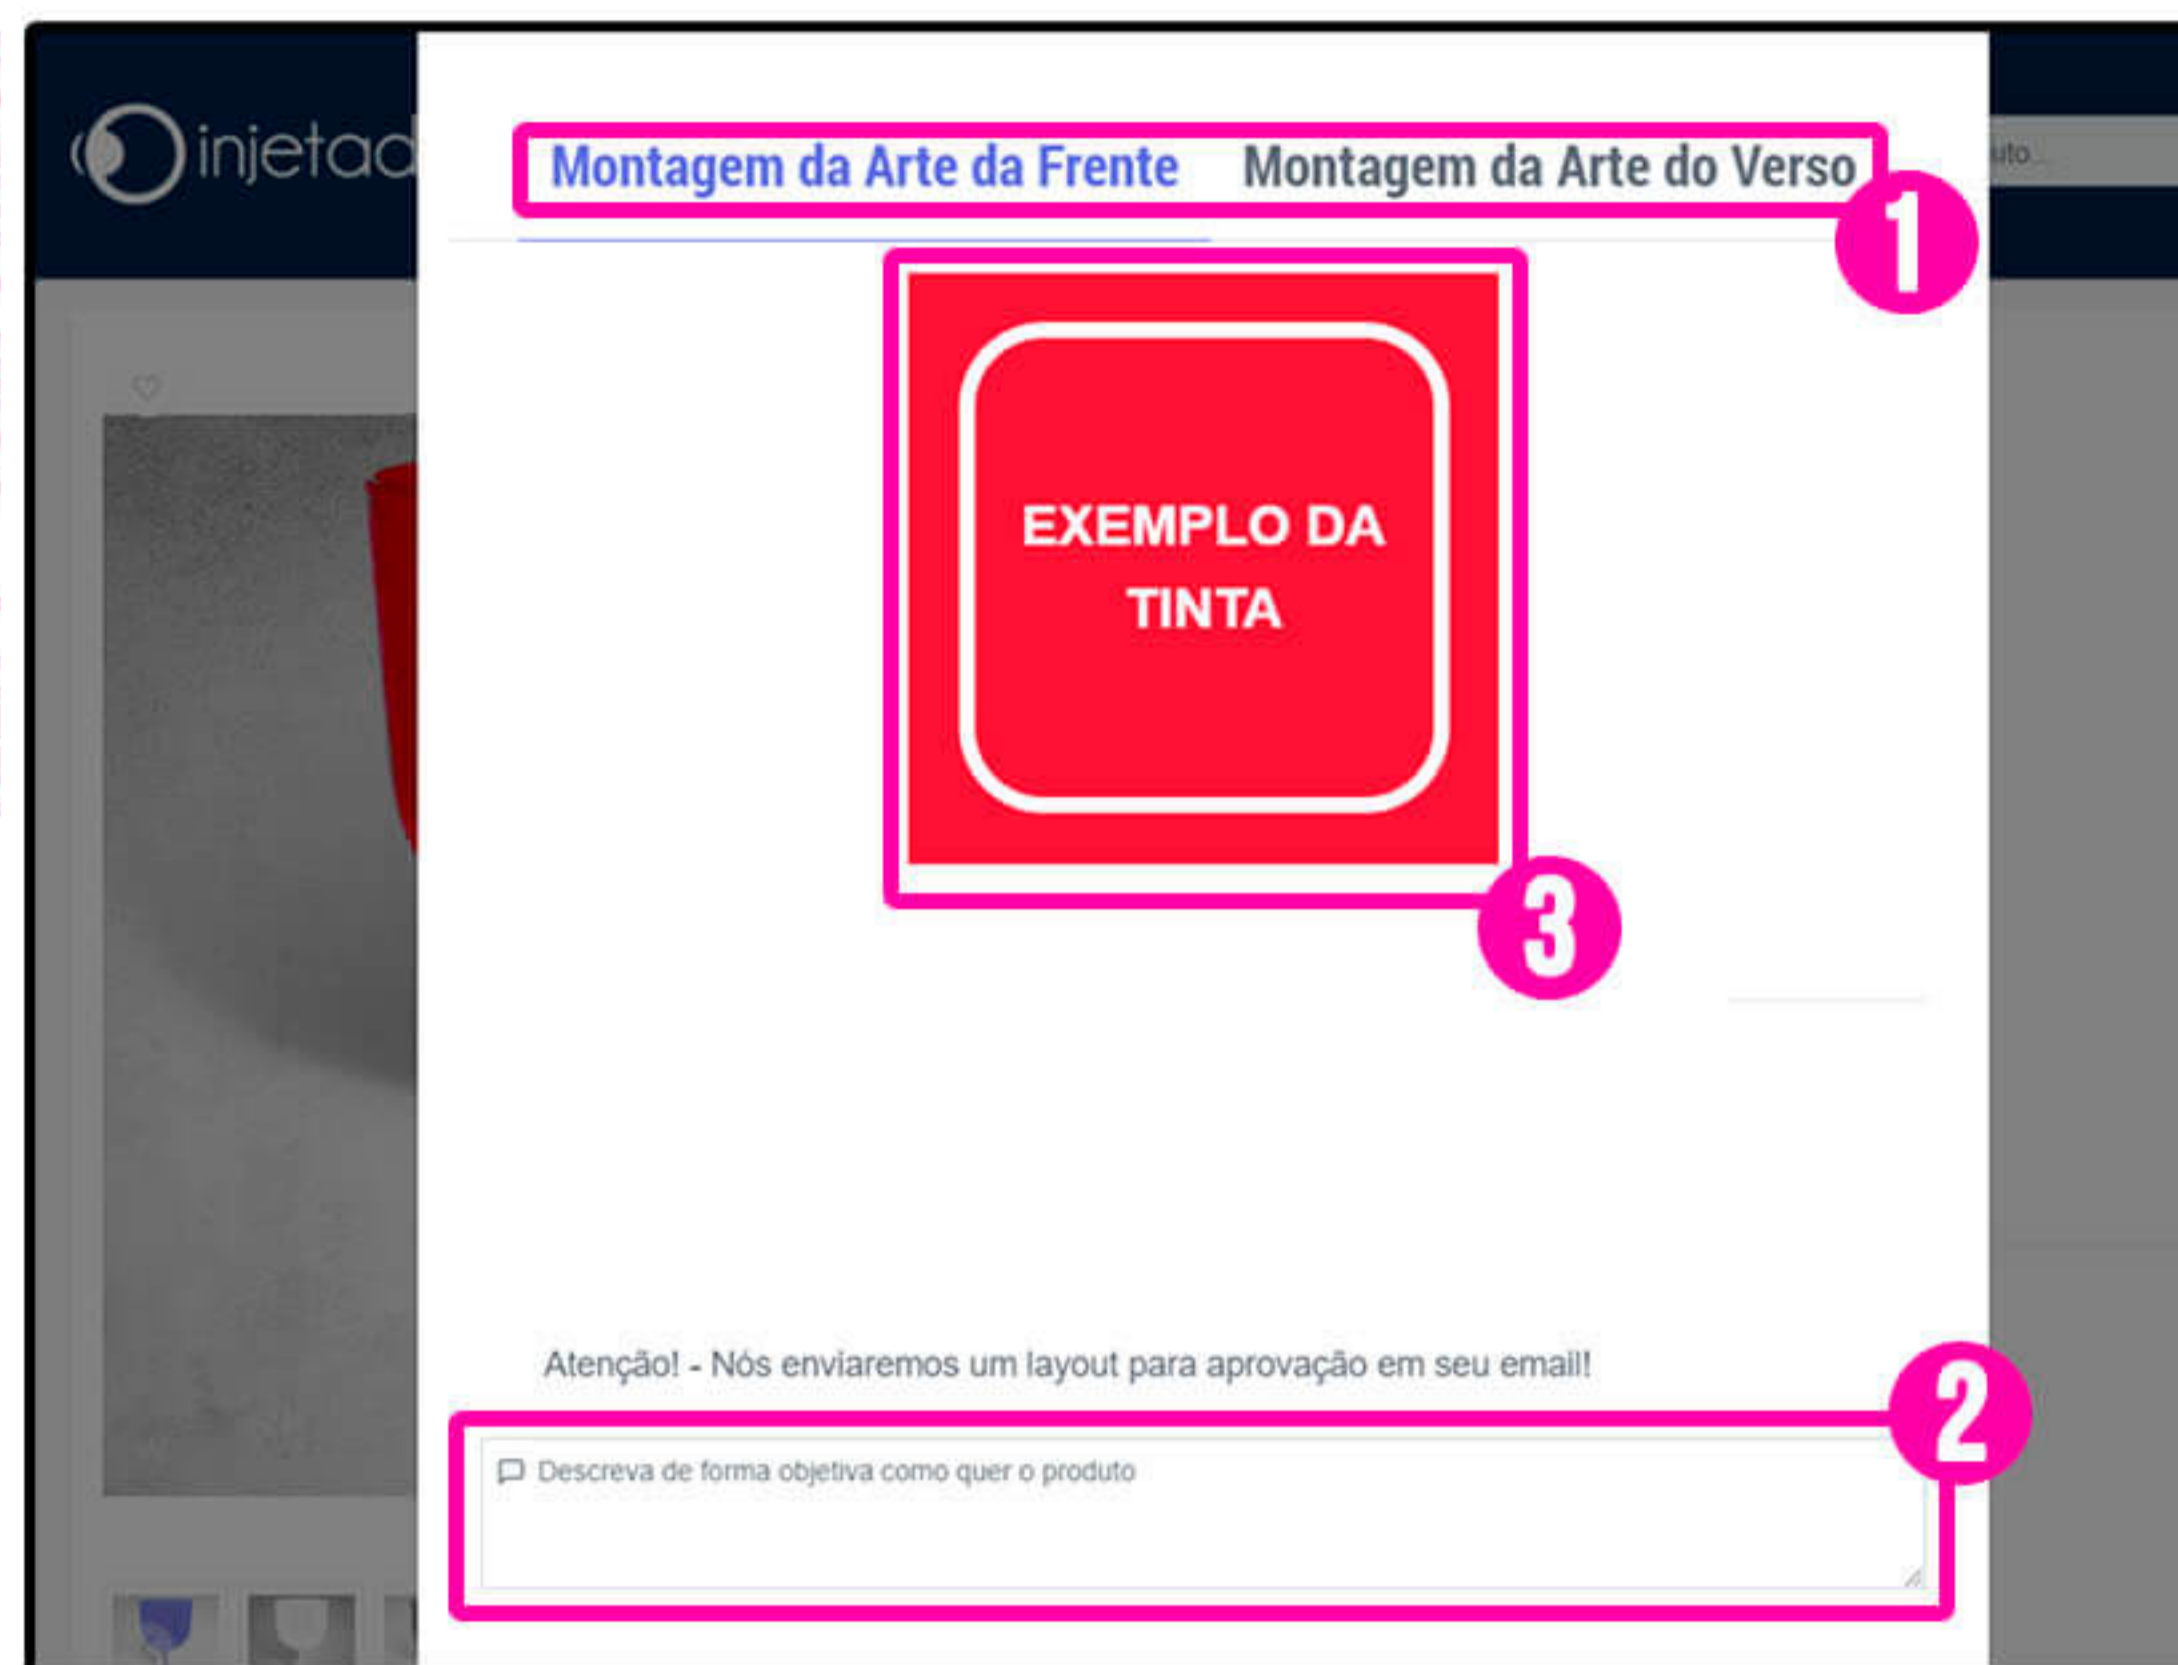 injetad
Montagem da Arte da Frente Montagem da Arte do Verso
1
uto...
EXEMPLO DA
TINTA
3
Atenção! - Nós enviaremos um layout para aprovação em seu email!
2
Descreva de forma objetiva como quer o produto